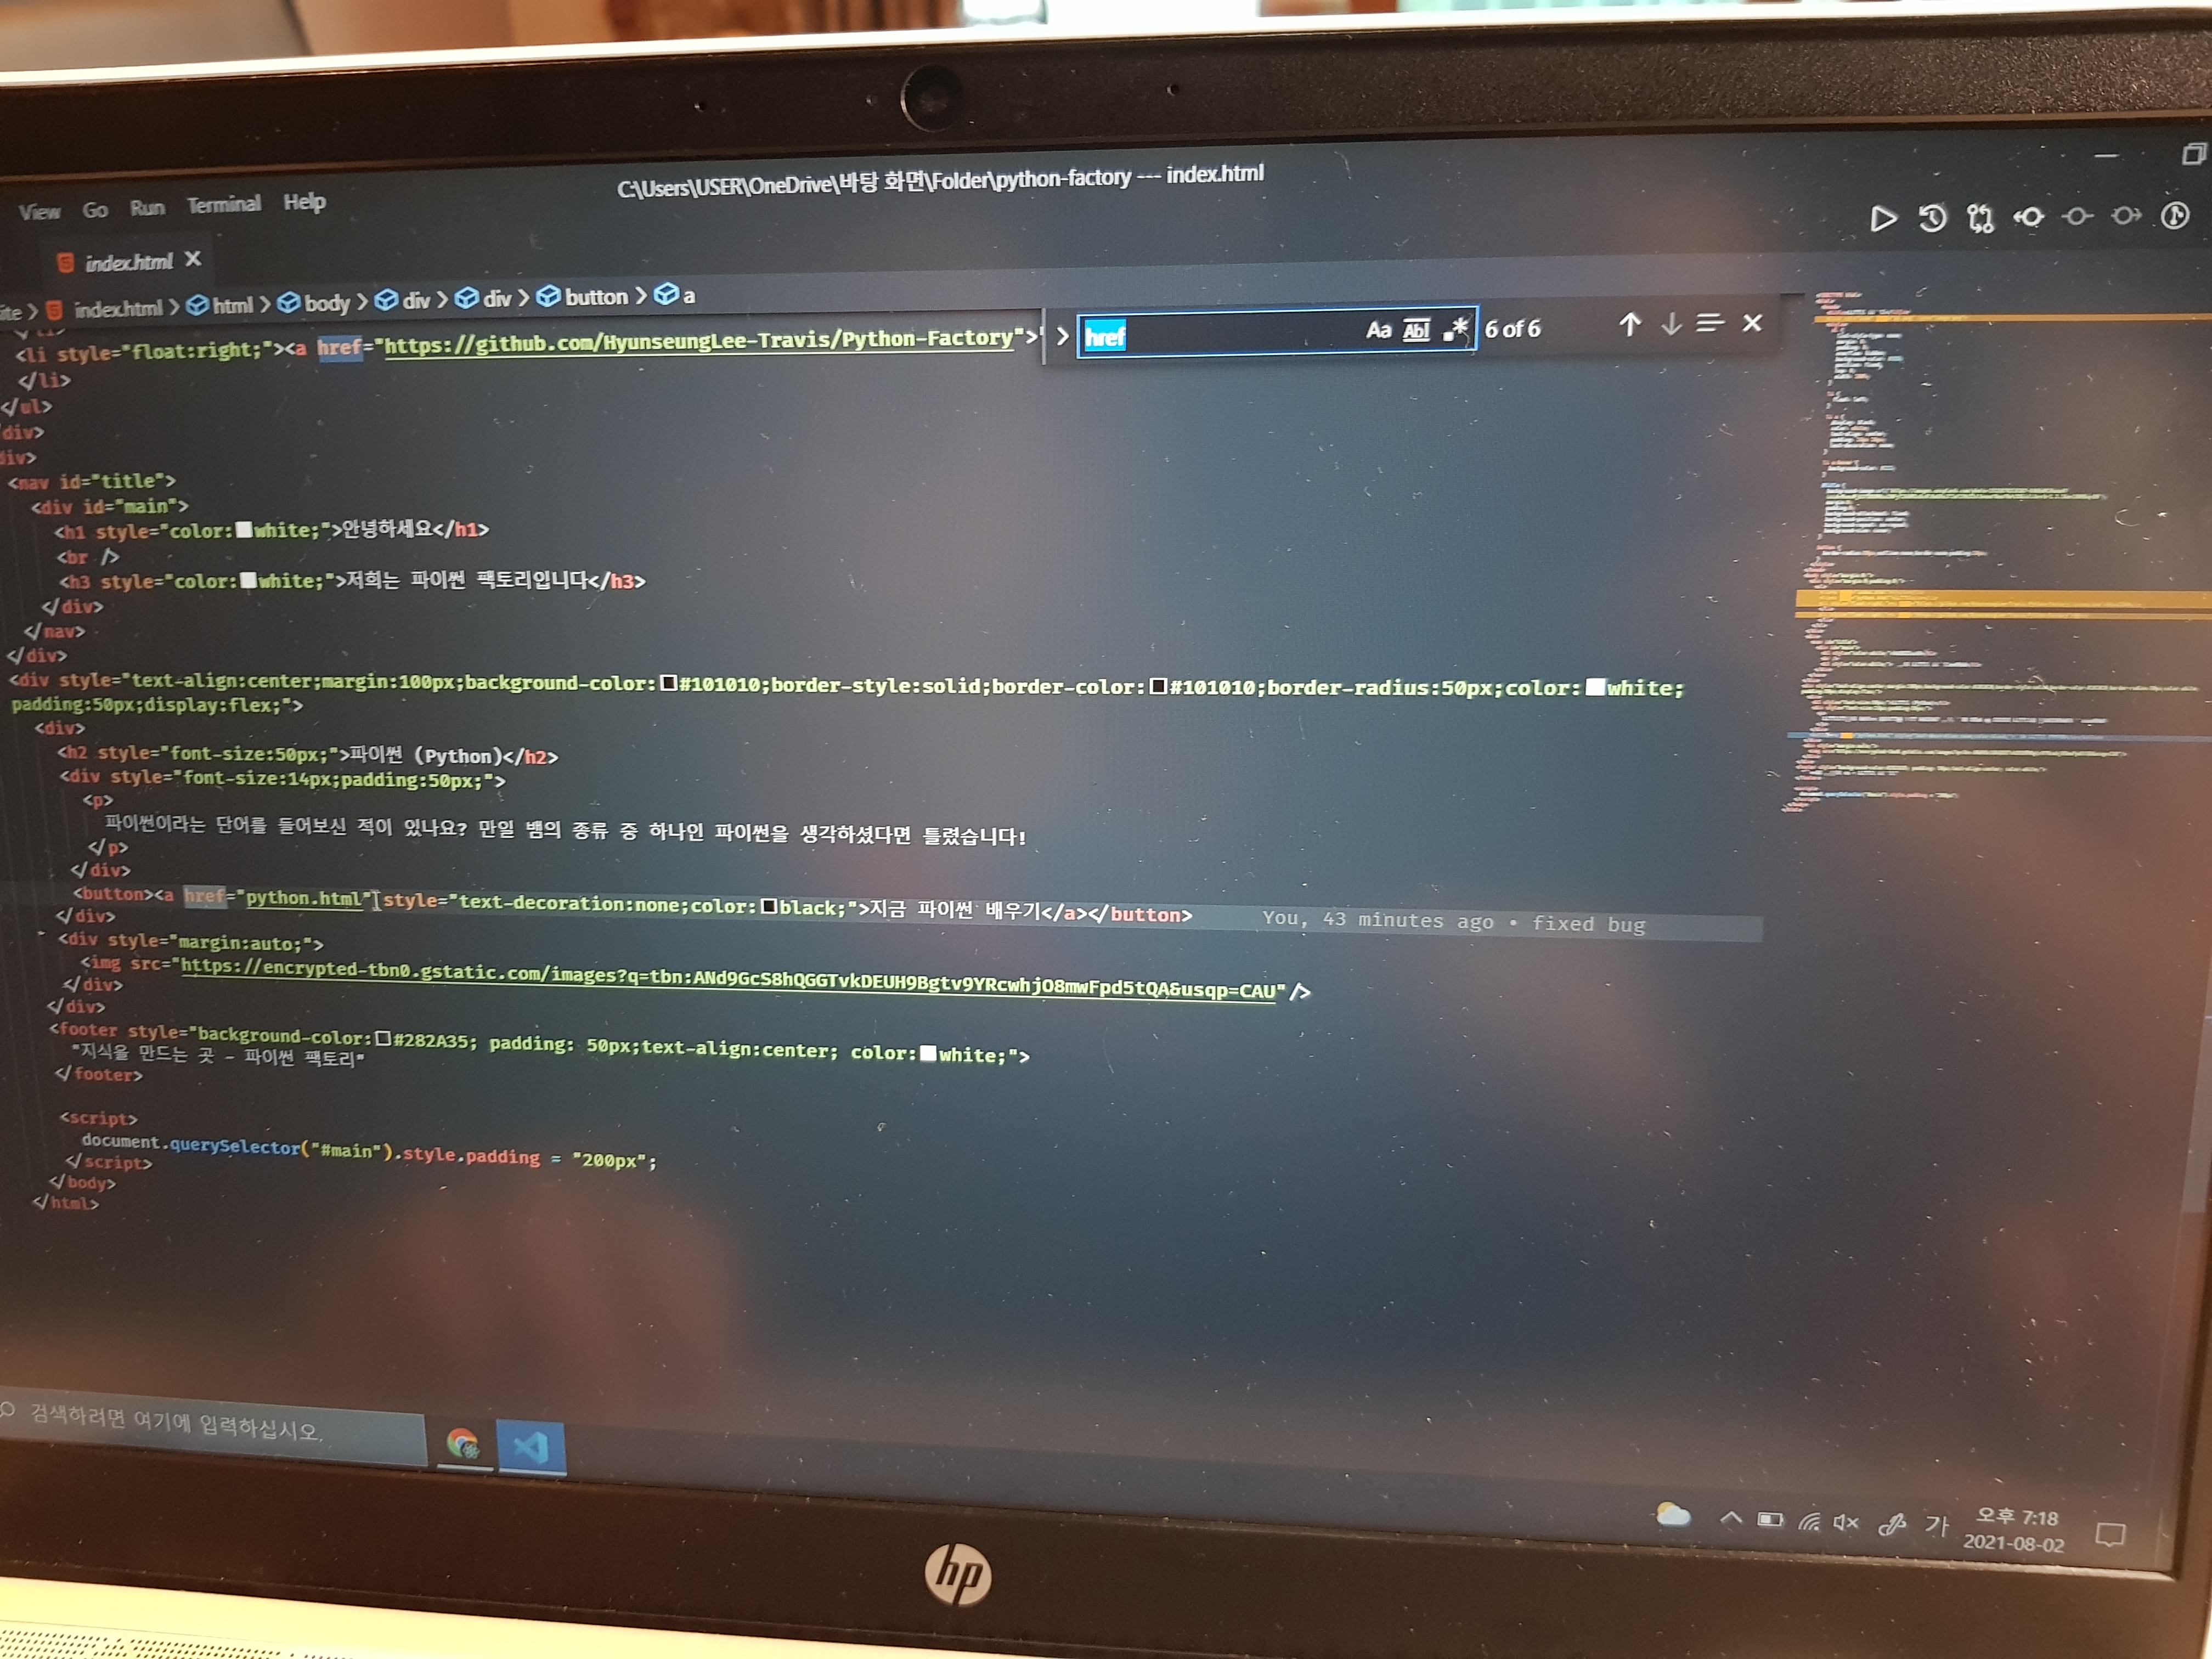 C:\Users\USER\OneDrive\바탕 화면\Folder\python-factory --- index.html
View Go Run Terminal Help
index.html
index.html > html > body > div > div > button > a
href Aa Abl .* 6 of 6
<li style="float:right;"><a href="https://github.com/HyunseungLee-Travis/Python-Factory">
</li>
</ul>
div>
div>
<nav id="title">
<div id="main">
<h1 style="color:white;">안녕하세요</h1>
<br />
<h3 style="color:white;">저희는 파이썬 팩토리입니다</h3>
</div>
</nav>
</div>
<div style="text-align:center;margin:100px;background-color:#101010;border-style:solid;border-color:#101010;border-radius:50px;color:white;
padding:50px;display:flex;">
<div>
<h2 style="font-size:50px;">파이썬 (Python)</h2>
<div style="font-size:14px;padding:50px;">
<p>
파이썬이라는 단어를 들어보신 적이 있나요? 만일 뱀의 종류 중 하나인 파이썬을 생각하셨다면 틀렸습니다!
</p>
</div>
<button><a href="python.html" style="text-decoration:none;color:black;">지금 파이썬 배우기</a></button> You, 43 minutes ago • fixed bug
</div>
<div style="margin:auto;">
<img src="https://encrypted-tbn0.gstatic.com/images?q=tbn:ANd9GcS8hQGGTvkDEUH9Bgtv9YRcwhjO8mwFpd5tQA&usqp=CAU"/>
</div>
</div>
<footer style="background-color:#282A35; padding: 50px;text-align:center; color:white;">
"지식을 만드는 곳 - 파이썬 팩토리"
</footer>
<script>
document.querySelector("#main").style.padding = "200px";
</script>
</body>
</html>
검색하려면 여기에 입력하십시오.
가 오후 7:18
2021-08-02
hp